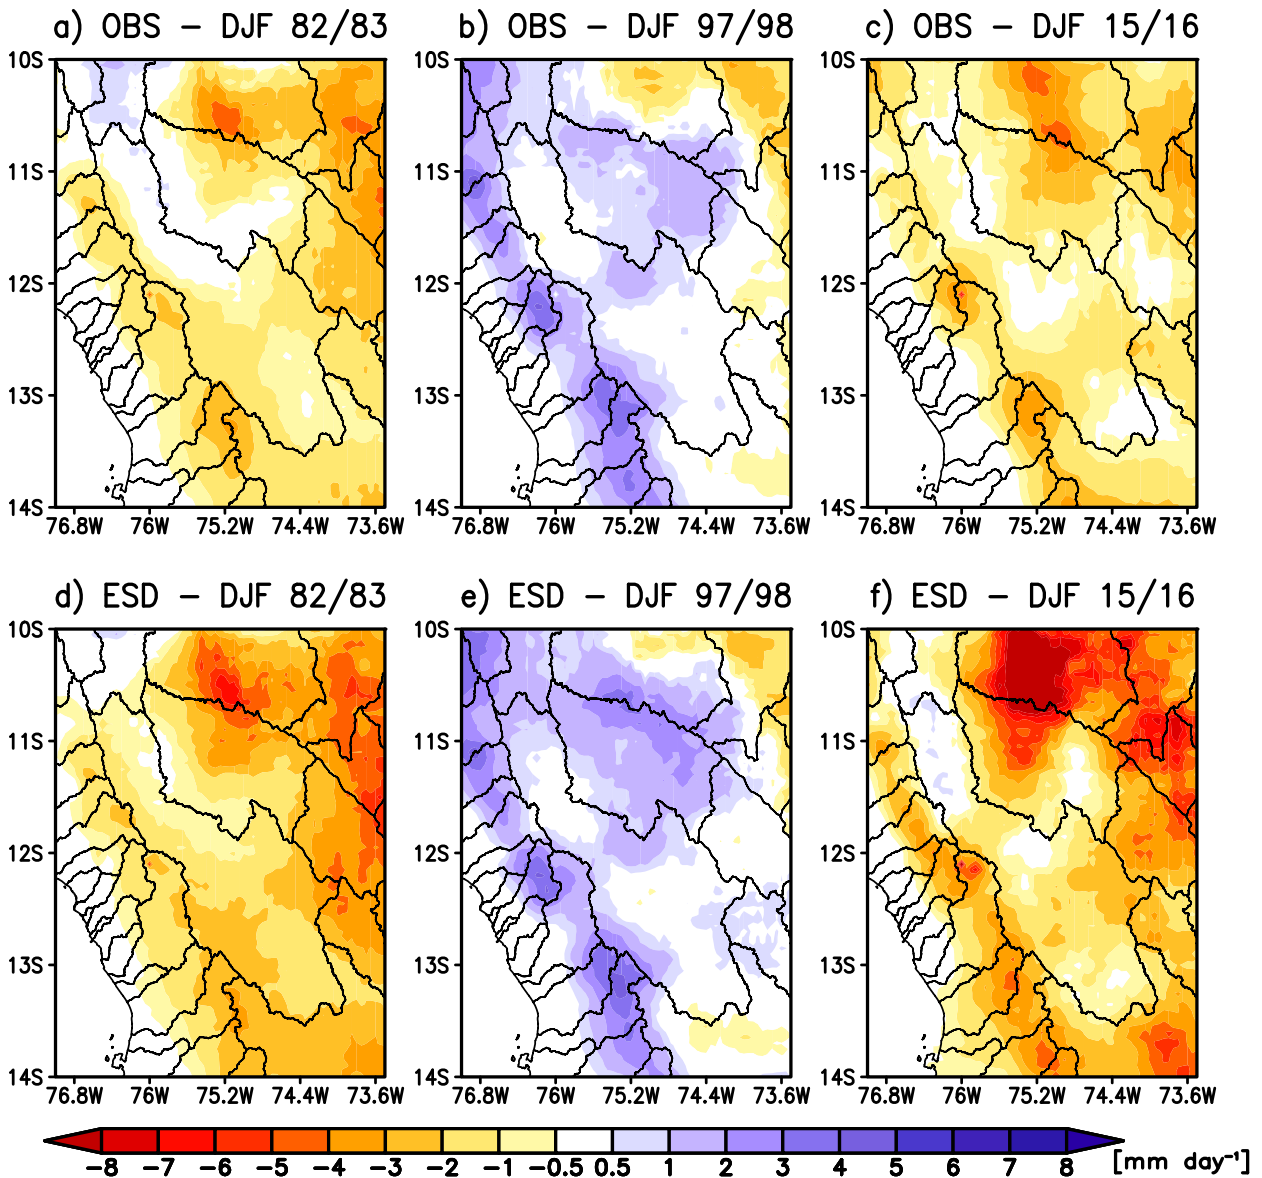 a) OBS – DJF 82/83 b) OBS – DJF 97/98 c) OBS – DJF 15/16
10S 10S 10S
11S 11S 11S
12S 12S 12S
13S 13S 13S
14S 14S 14S
76.8W 76W 75.2W 74.4W 73.6W 76.8W 76W 75.2W 74.4W 73.6W 76.8W 76W 75.2W 74.4W 73.6W
d) ESD – DJF 82/83 e) ESD – DJF 97/98 f) ESD – DJF 15/16
10S 10S 10S
11S 11S 11S
12S 12S 12S
13S 13S 13S
14S 14S 14S
76.8W 76W 75.2W 74.4W 73.6W 76.8W 76W 75.2W 74.4W 73.6W 76.8W 76W 75.2W 74.4W 73.6W
−8 −7 −6 −5 −4 −3 −2 −1 −0.5 0.5 1 2 3 4 5 6 7 8 [mm day⁻¹]